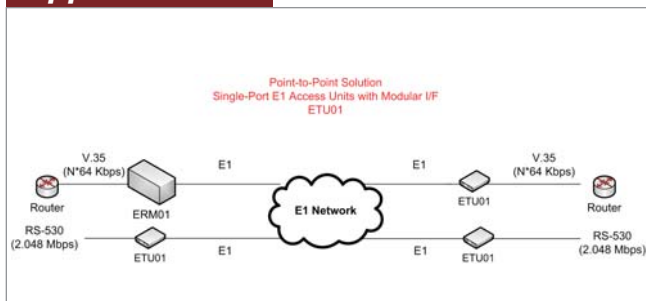 Point-to-Point Solution
Single-Port E1 Access Units with Modular I/F
ETU01
V.35
(N*64 Kbps)
E1
E1
V.35
(N*64 Kbps)
Router
ERM01
E1 Network
ETU01
Router
RS-530
(2.048 Mbps)
ETU01
E1
E1
ETU01
RS-530
(2.048 Mbps)